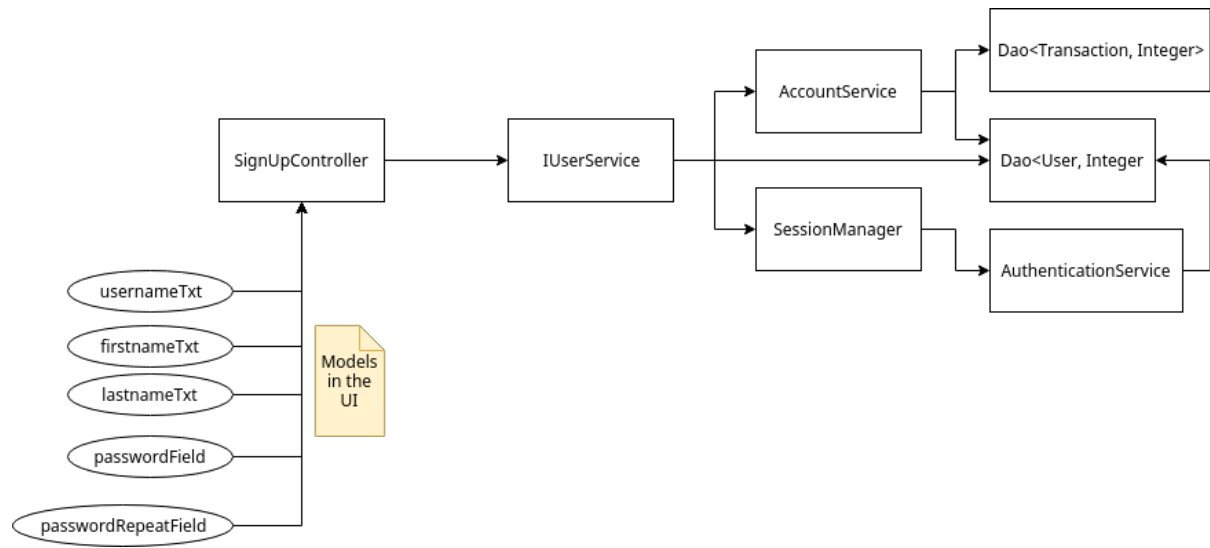 Dao<Transaction, Integer>
AccountService
SignUpController
IUserService
Dao<User, Integer
SessionManager
AuthenticationService
usernameTxt
firstnameTxt
lastnameTxt
passwordField
passwordRepeatField
Models
in the
UI